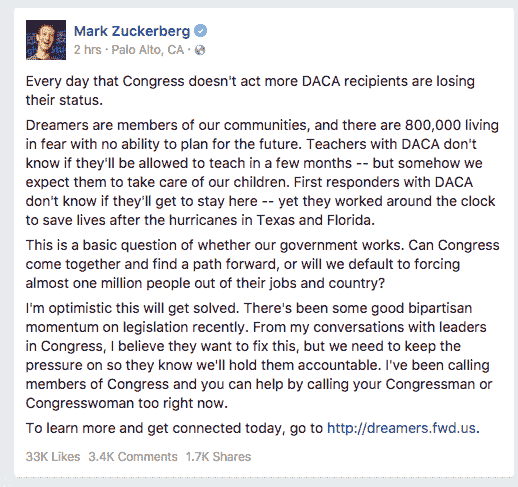 Mark Zuckerberg
2 hrs · Palo Alto, CA ·
Every day that Congress doesn't act more DACA recipients are losing
their status.
Dreamers are members of our communities, and there are 800,000 living
in fear with no ability to plan for the future. Teachers with DACA don't
know if they'll be allowed to teach in a few months -- but somehow we
expect them to take care of our children. First responders with DACA
don't know if they'll get to stay here -- yet they worked around the clock
to save lives after the hurricanes in Texas and Florida.
This is a basic question of whether our government works. Can Congress
come together and find a path forward, or will we default to forcing
almost one million people out of their jobs and country?
I'm optimistic this will get solved. There's been some good bipartisan
momentum on legislation recently. From my conversations with leaders
in Congress, I believe they want to fix this, but we need to keep the
pressure on so they know we'll hold them accountable. I've been calling
members of Congress and you can help by calling your Congressman or
Congresswoman too right now.
To learn more and get connected today, go to http://dreamers.fwd.us.
33K Likes 3.4K Comments 1.7K Shares